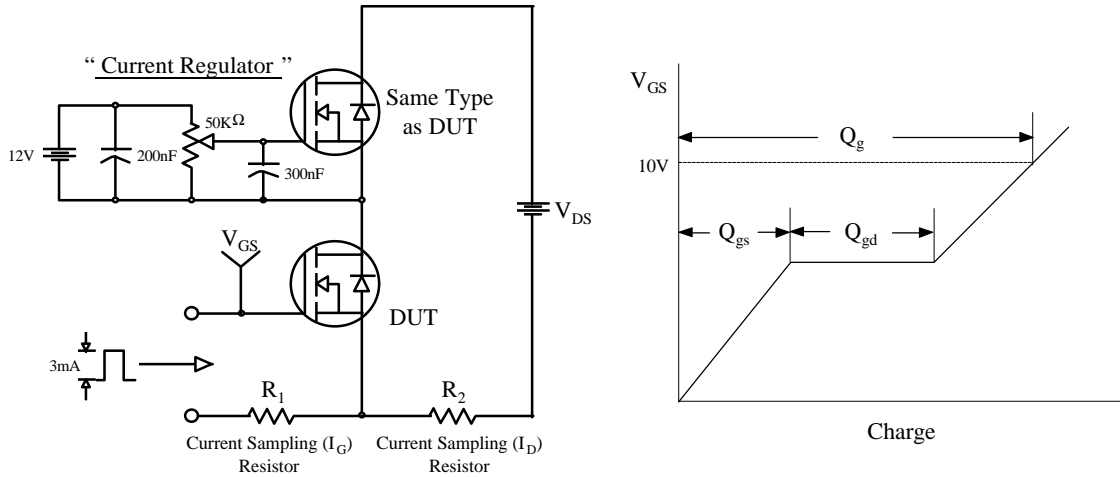 “ Current Regulator ”
12V
200nF
50KΩ
300nF
Same Type
as DUT
V_DS
V_GS
DUT
3mA
R_1
R_2
Current Sampling (I_G)
Resistor
Current Sampling (I_D)
Resistor
V_GS
Q_g
10V
Q_gs
Q_gd
Charge